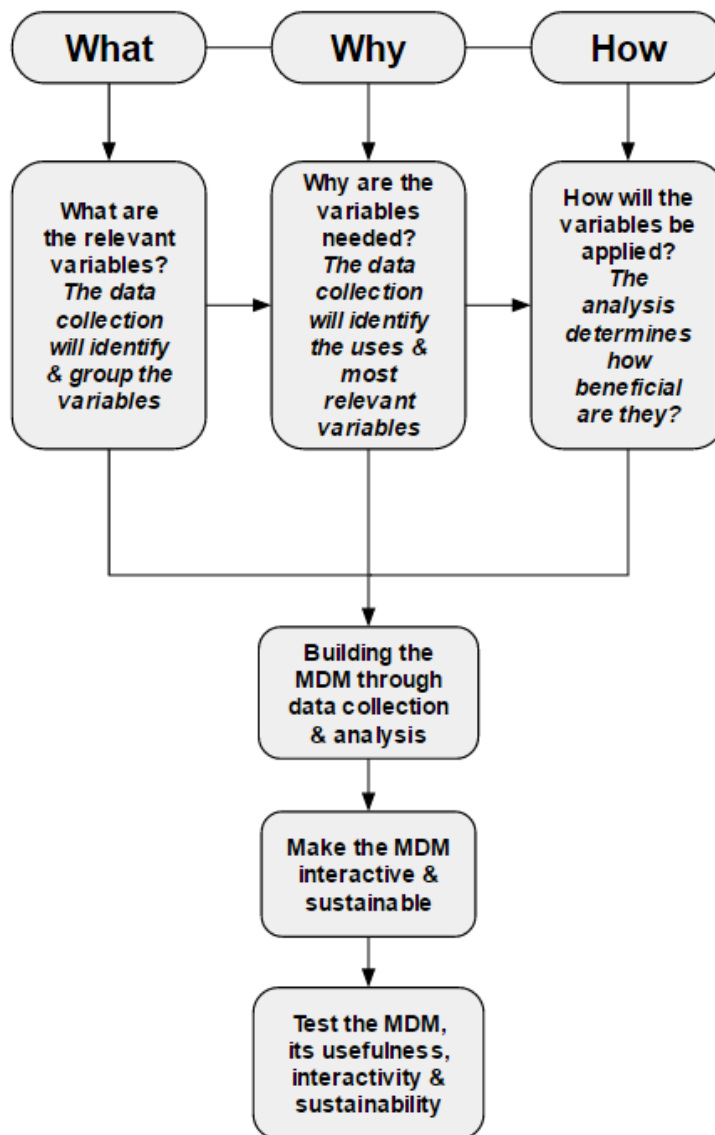 What
Why
How
What are
the relevant
variables?
The data
collection
will identify
& group the
variables
Why are the
variables
needed?
The data
collection
will identify
the uses &
most
relevant
variables
How will the
variables be
applied?
The
analysis
determines
how
beneficial
are they?
Building the
MDM through
data collection
& analysis
Make the MDM
interactive &
sustainable
Test the MDM,
its usefulness,
interactivity &
sustainability